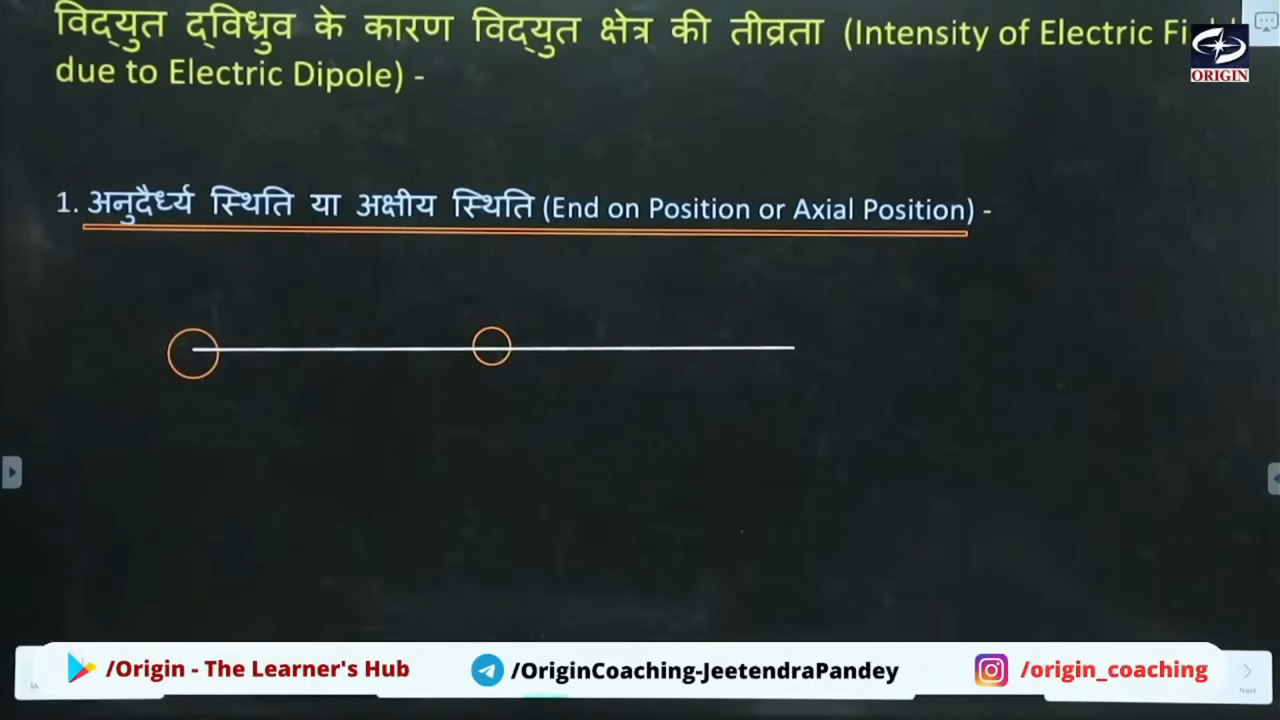 विद्युत द्विध्रुव के कारण विद्युत क्षेत्र की तीव्रता (Intensity of Electric
due to Electric Dipole) -
ORIGIN
1. अनुदैर्ध्य स्थिति या अक्षीय स्थिति (End on Position or Axial Position) -
/Origin - The Learner's Hub
/OriginCoaching-JeetendraPandey
/origin_coaching
Next